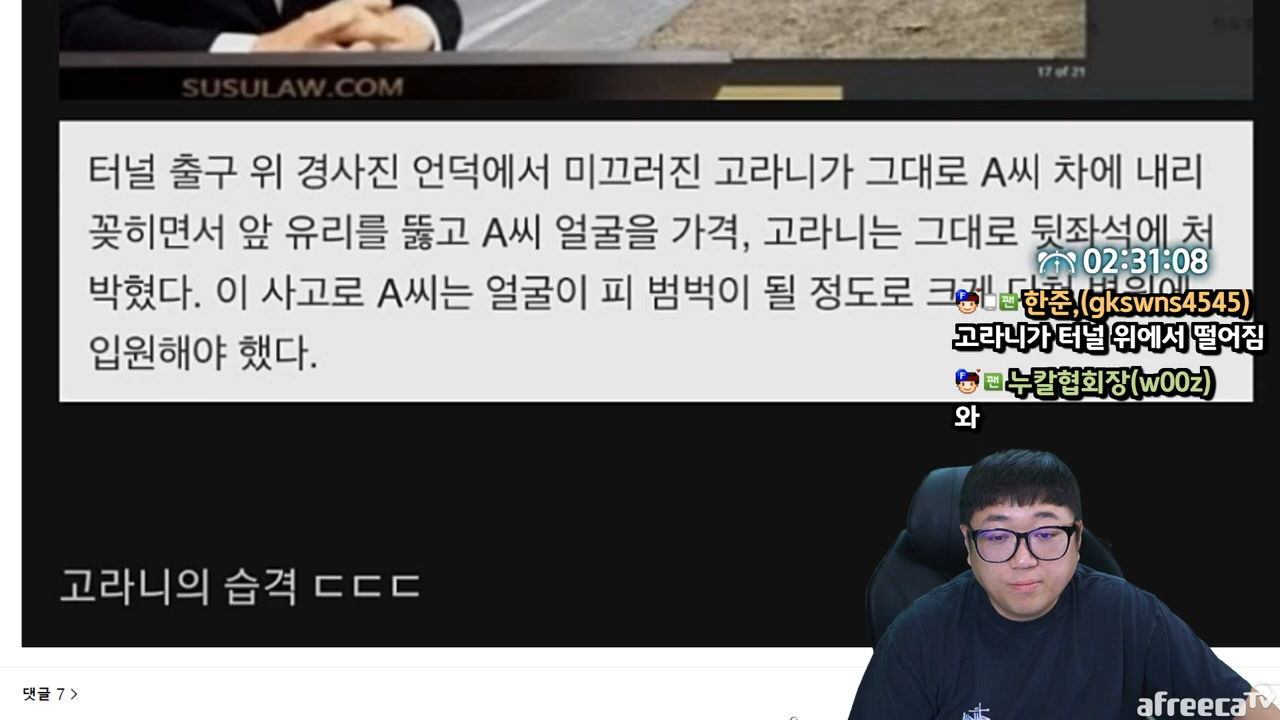 SUSULAW.COM
17 of 21
터널 출구 위 경사진 언덕에서 미끄러진 고라니가 그대로 A씨 차에 내리
꽂히면서 앞 유리를 뚫고 A씨 얼굴을 가격, 고라니는 그대로 뒷좌석에 처
박혔다. 이 사고로 A씨는 얼굴이 피 범벅이 될 정도로 크게
입원해야 했다.
02:31:08
한준,(gkswns4545)
고라니가 터널 위에서 떨어짐
누칼협회장(w00z)
와
고라니의 습격 ㄷㄷㄷ
댓글 7 >
afreecaTV